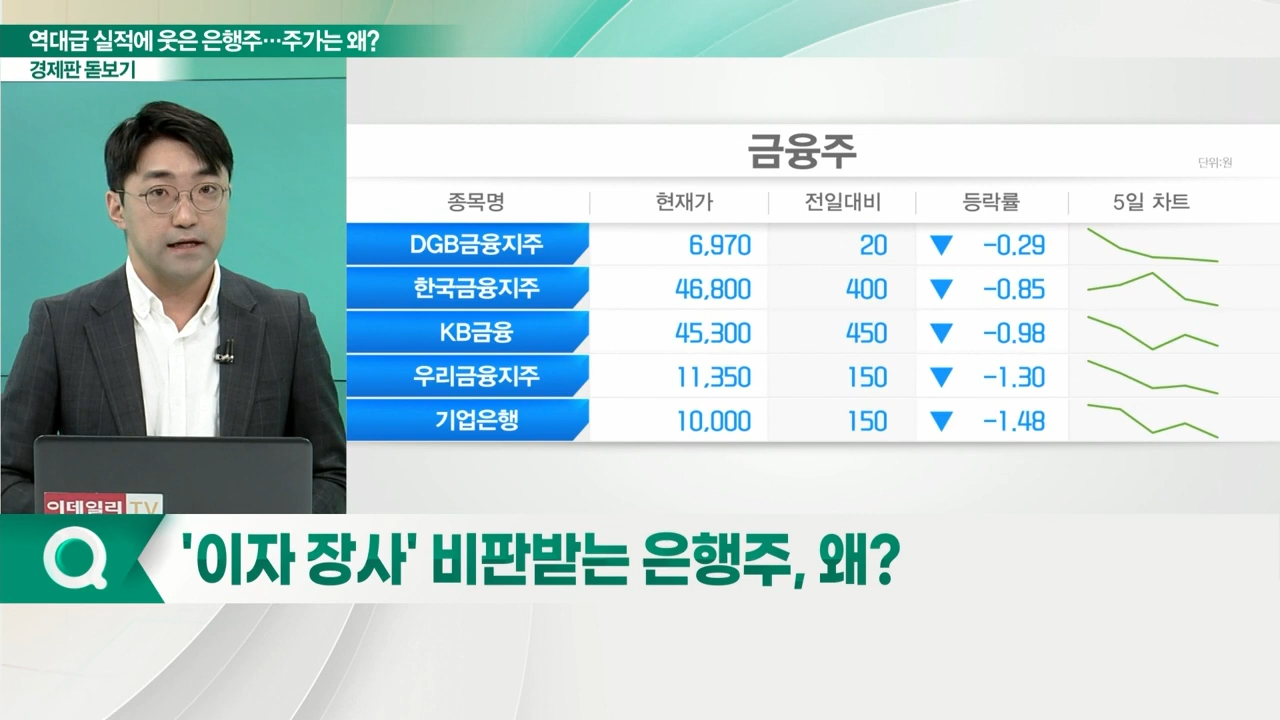 역대급 실적에 웃은 은행주…주가는 왜?
경제판 돋보기
금융주
단위:원
종목명 현재가 전일대비 등락률 5일 차트
DGB금융지주 6,970 20 ▼ -0.29
한국금융지주 46,800 400 ▼ -0.85
KB금융 45,300 450 ▼ -0.98
우리금융지주 11,350 150 ▼ -1.30
기업은행 10,000 150 ▼ -1.48
이데일리 TV
'이자 장사' 비판받는 은행주, 왜?